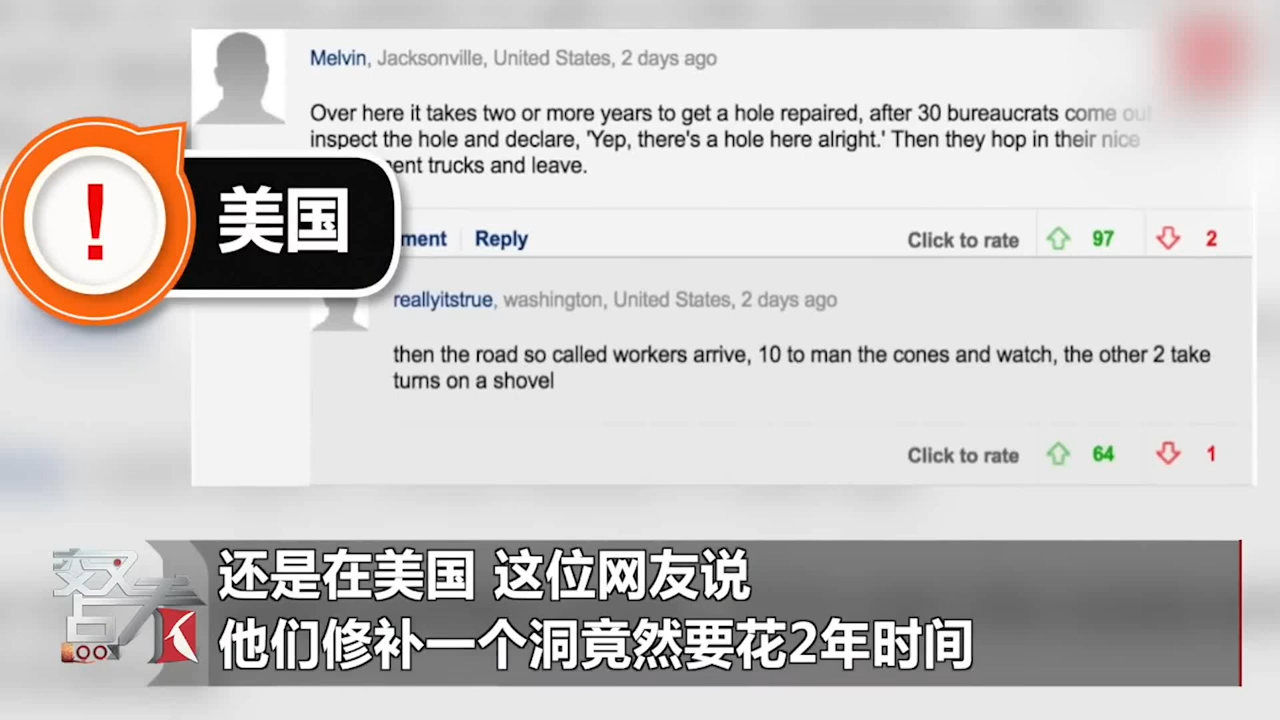 Melvin, Jacksonville, United States, 2 days ago
Over here it takes two or more years to get a hole repaired, after 30 bureaucrats come out
inspect the hole and declare, 'Yep, there's a hole here alright.' Then they hop in their nice
ent trucks and leave.
!
美国
ment Reply Click to rate 97 2
reallyitstrue, washington, United States, 2 days ago
then the road so called workers arrive, 10 to man the cones and watch, the other 2 take
turns on a shovel
Click to rate 64 1
还是在美国 这位网友说
他们修补一个洞竟然要花2年时间